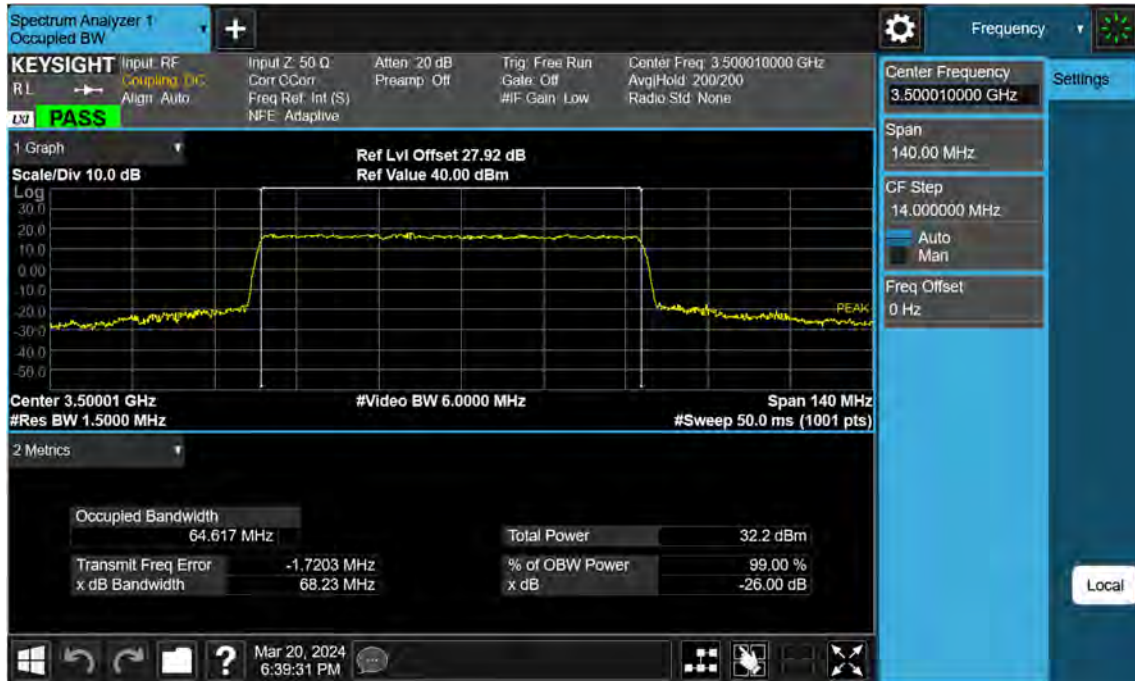 Spectrum Analyzer 1
Occupied BW
+
Frequency
KEYSIGHT
RL
LXI
PASS
Input: RF
Coupling: DC
Align: Auto
Input Z: 50 Ω
Corr CCorr
Freq Ref: Int (S)
NFE: Adaptive
Atten: 20 dB
Preamp: Off
Trig: Free Run
Gate: Off
#IF Gain: Low
Center Freq: 3.500010000 GHz
Avg|Hold: 200/200
Radio Std: None
Center Frequency
3.500010000 GHz
Settings
Span
140.00 MHz
CF Step
14.000000 MHz
Auto
Man
Freq Offset
0 Hz
1 Graph
Scale/Div 10.0 dB
Ref Lvl Offset 27.92 dB
Ref Value 40.00 dBm
Log
30.0
20.0
10.0
0.00
-10.0
-20.0
-30.0
-40.0
-50.0
PEAK
Center 3.50001 GHz
#Video BW 6.0000 MHz
Span 140 MHz
#Res BW 1.5000 MHz
#Sweep 50.0 ms (1001 pts)
2 Metrics
Occupied Bandwidth
64.617 MHz
Total Power 32.2 dBm
Transmit Freq Error -1.7203 MHz
% of OBW Power 99.00 %
x dB Bandwidth 68.23 MHz
x dB -26.00 dB
Local
?
Mar 20, 2024
6:39:31 PM